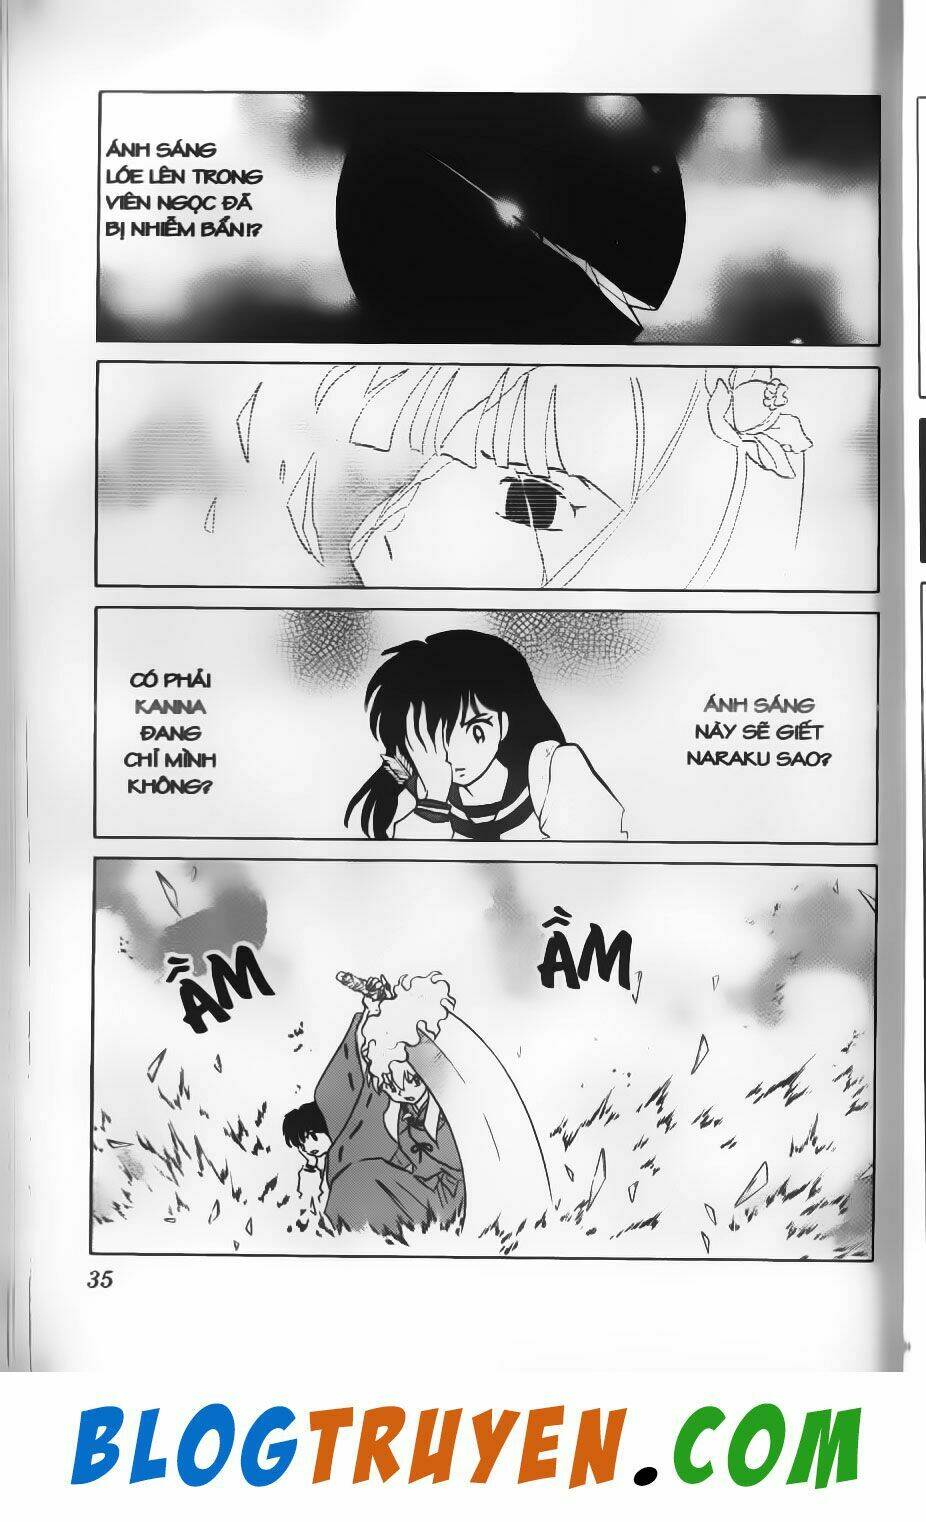 ÁNH SÁNG
LÓE LÊN TRONG
VIÊN NGỌC ĐÃ
BỊ NHIỄM BẨN!?
ÁNH SÁNG
NÀY SẼ GIẾT
NARAKU SAO?
CÓ PHẢI
KANNA
ĐANG
CHỈ MÌNH
KHÔNG?
ẦM
ẦM
35
BLOGTRUYEN.COM